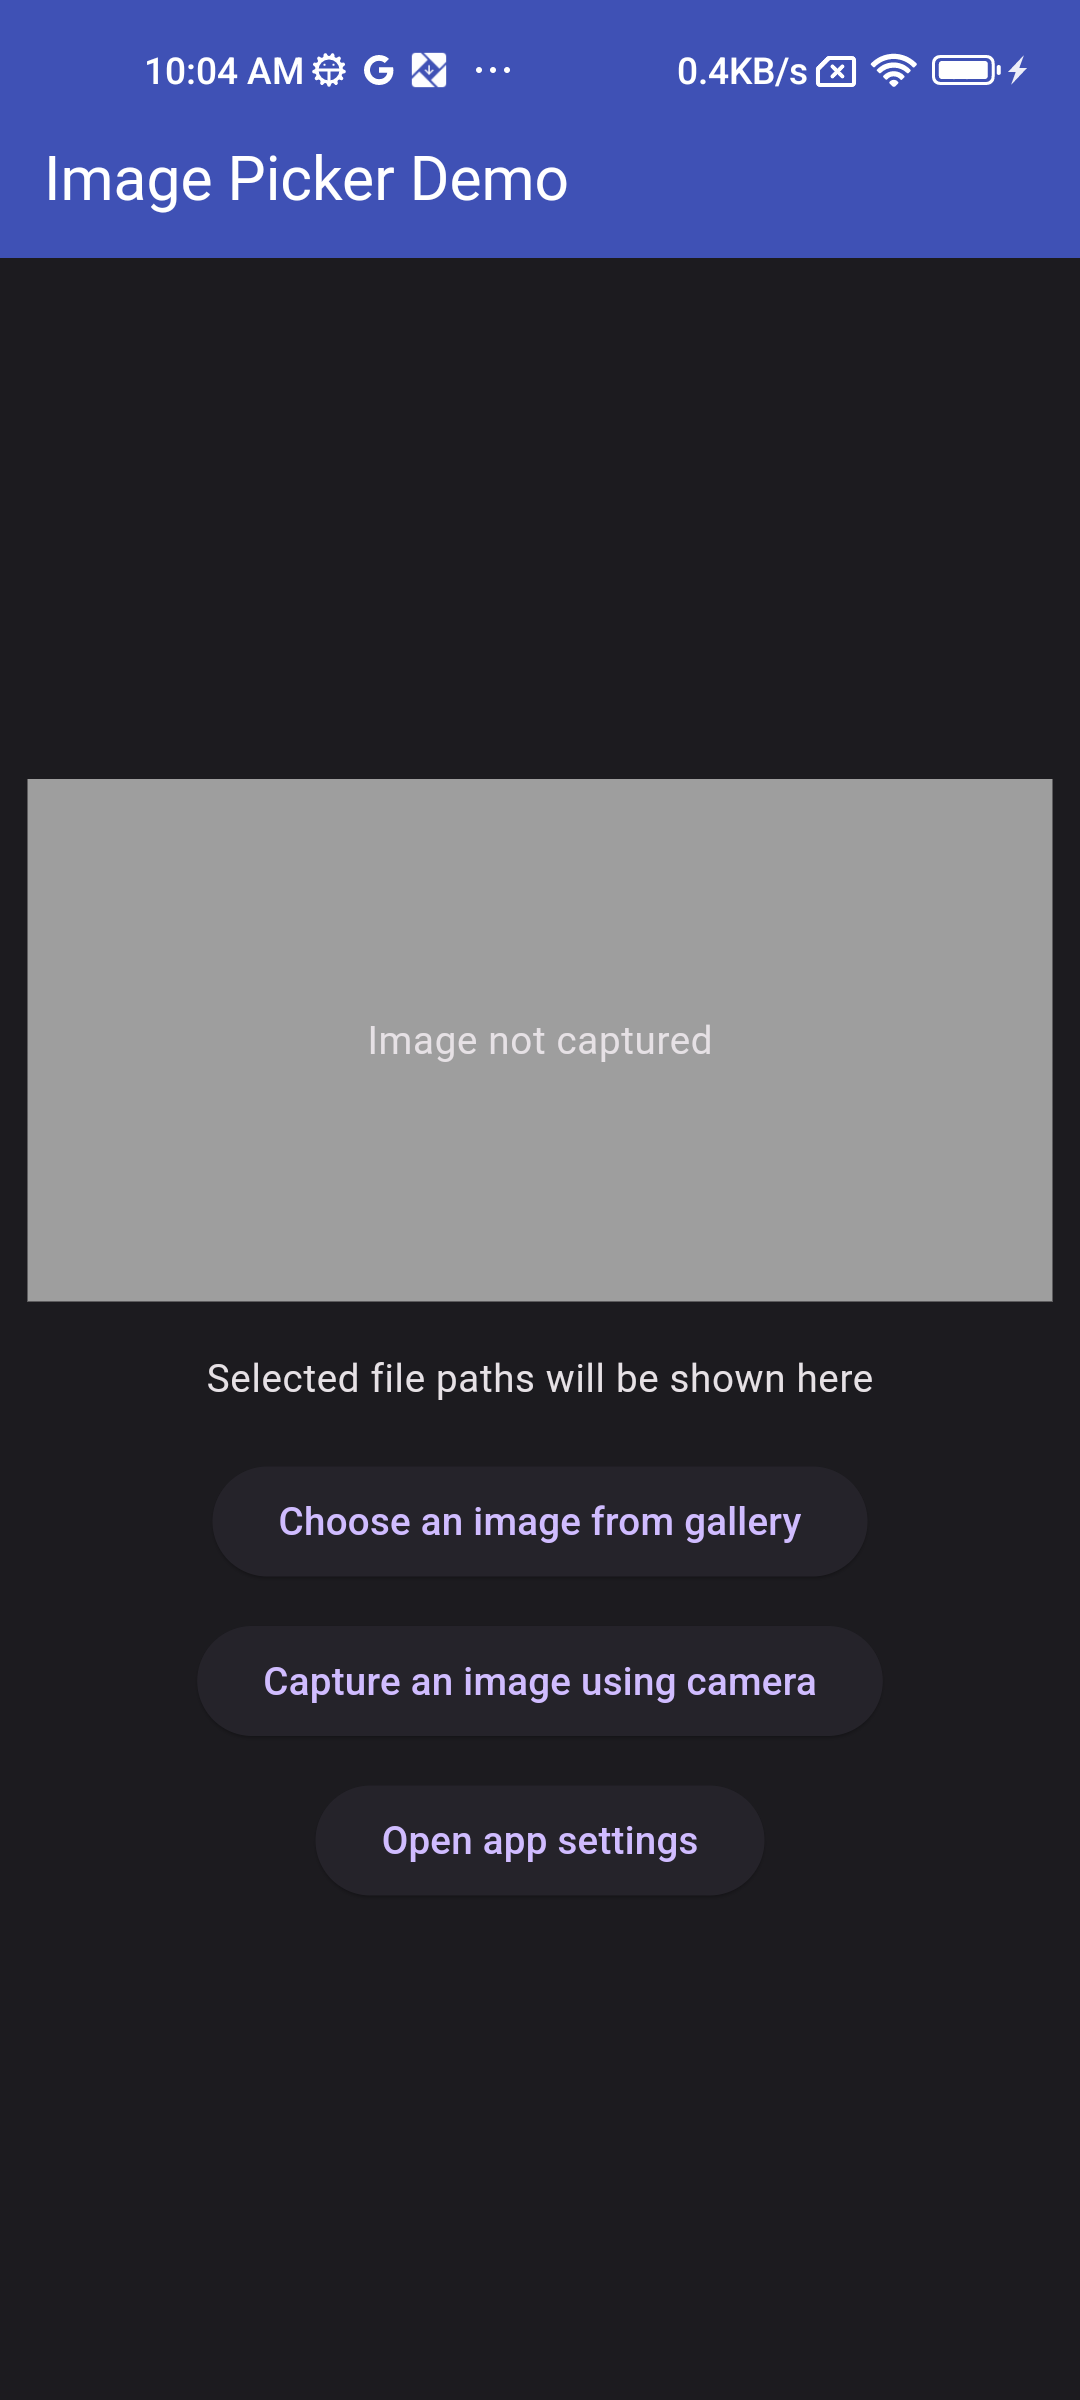 10:04 AM G ... 0.4KB/s
Image Picker Demo
Image not captured
Selected file paths will be shown here
Choose an image from gallery
Capture an image using camera
Open app settings